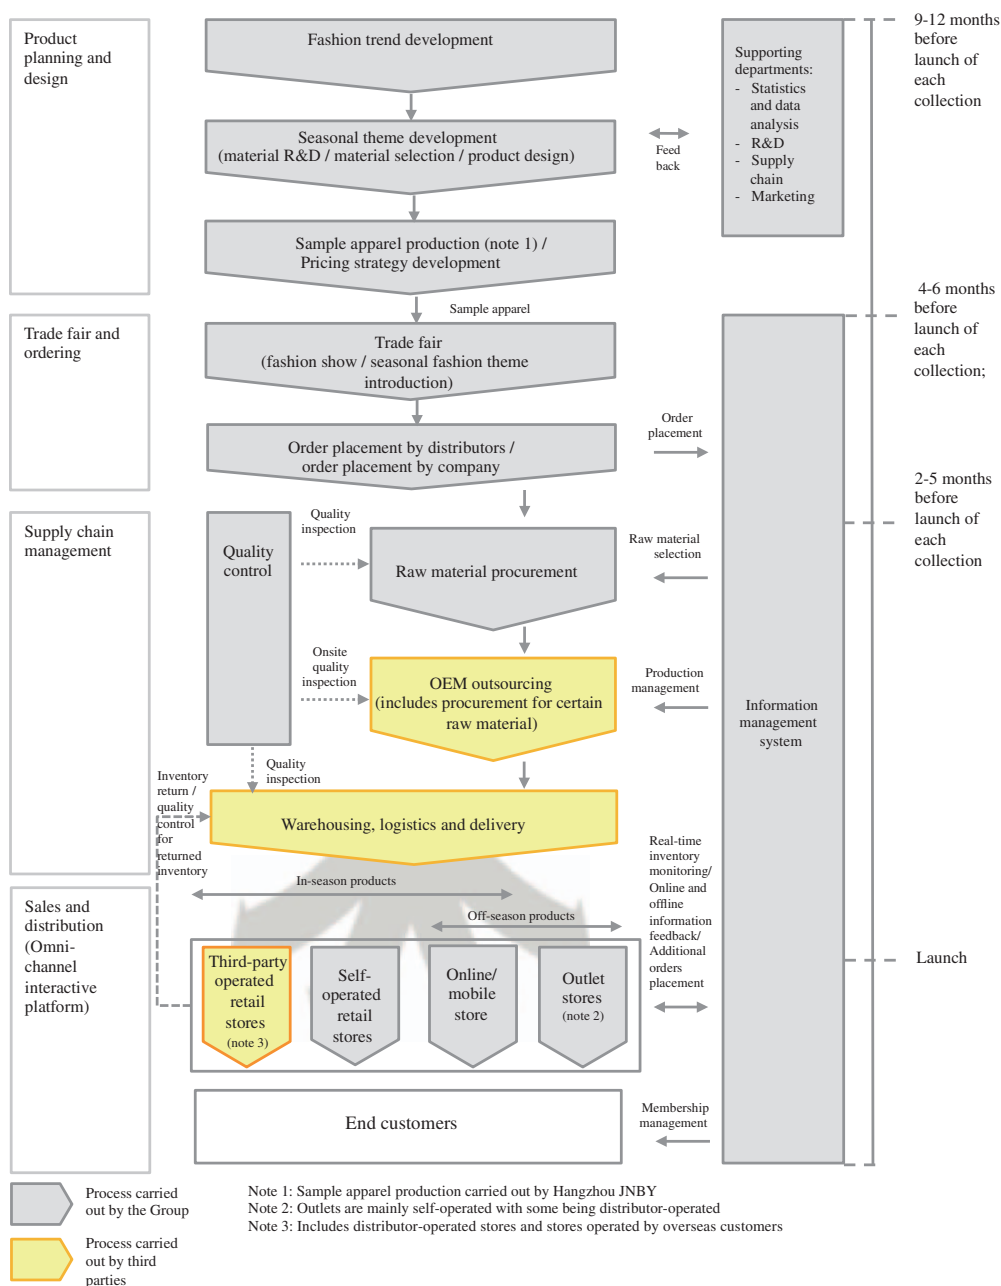 Product
planning and
design
Fashion trend development
Seasonal theme development
(material R&D / material selection / product design)
Feed
back
Supporting
departments:
- Statistics
and data
analysis
- R&D
- Supply
chain
- Marketing
9-12 months
before
launch of
each
collection
Sample apparel production (note 1) /
Pricing strategy development
Sample apparel
4-6 months
before
launch of
each
collection;
Trade fair and
ordering
Trade fair
(fashion show / seasonal fashion theme
introduction)
Order placement by distributors /
order placement by company
Order
placement
2-5 months
before
launch of
each
collection
Supply chain
management
Quality
control
Quality
inspection
Raw material procurement
Raw material
selection
Onsite
quality
inspection
OEM outsourcing
(includes procurement for certain
raw material)
Production
management
Information
management
system
Quality
inspection
Inventory
return /
quality
control
for
returned
inventory
Warehousing, logistics and delivery
Real-time
inventory
monitoring/
Online and
offline
information
feedback/
Additional
orders
placement
In-season products
Off-season products
Sales and
distribution
(Omni-
channel
interactive
platform)
Third-party
operated
retail
stores
(note 3)
Self-
operated
retail
stores
Online/
mobile
store
Outlet
stores
(note 2)
Launch
End customers
Membership
management
Process carried
out by the Group
Process carried
out by third
parties
Note 1: Sample apparel production carried out by Hangzhou JNBY
Note 2: Outlets are mainly self-operated with some being distributor-operated
Note 3: Includes distributor-operated stores and stores operated by overseas customers